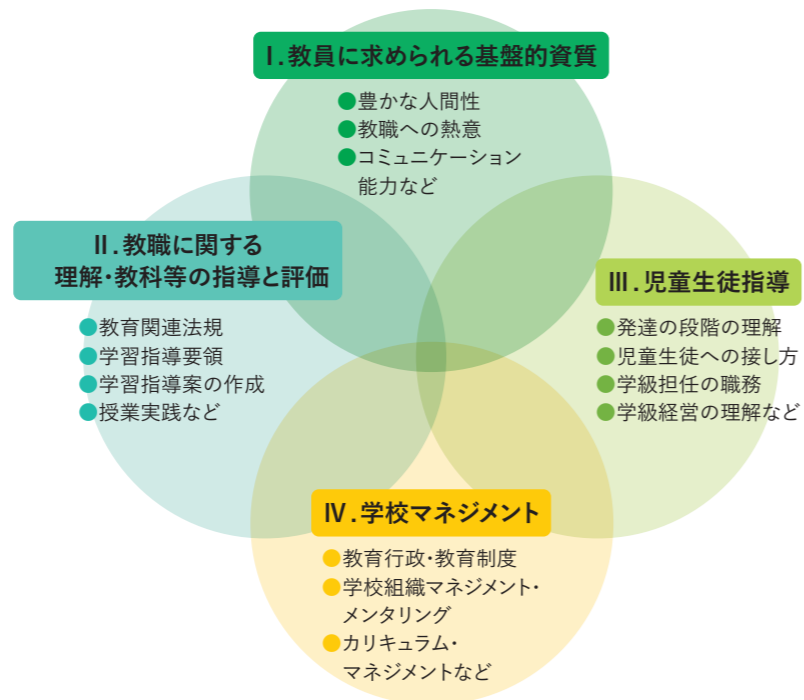 Ⅰ.教員に求められる基盤的資質
●豊かな人間性
●教職への熱意
●コミュニケーション
能力など
Ⅱ.教職に関する
理解・教科等の指導と評価
●教育関連法規
●学習指導要領
●学習指導案の作成
●授業実践など
Ⅲ.児童生徒指導
●発達の段階の理解
●児童生徒への接し方
●学級担任の職務
●学級経営の理解など
Ⅳ.学校マネジメント
●教育行政・教育制度
●学校組織マネジメント・
メンタリング
●カリキュラム・
マネジメントなど